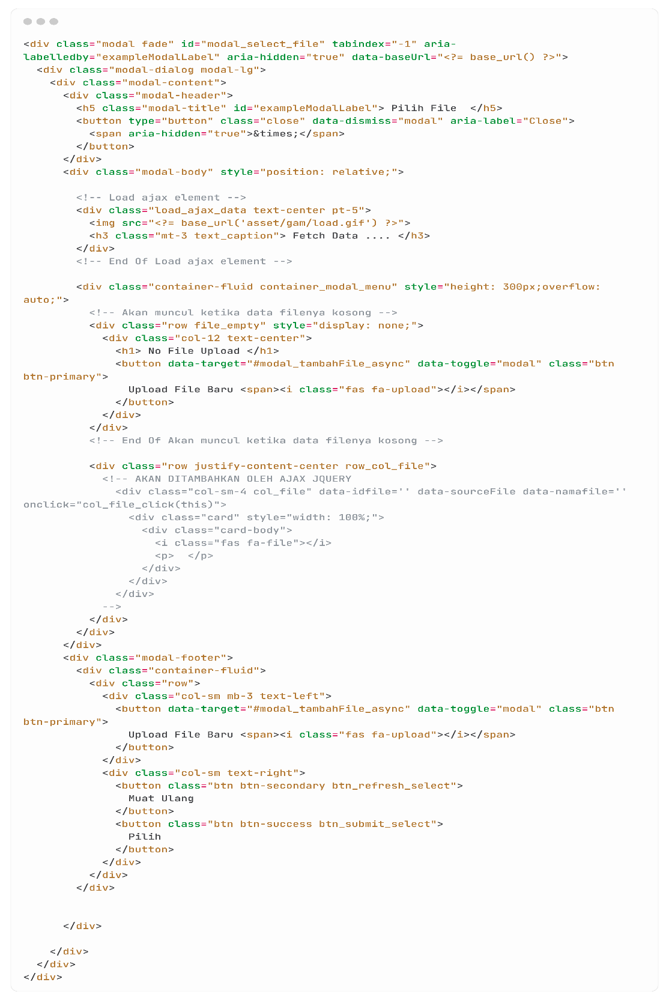 <div class="modal fade" id="modal_select_file" tabindex="-1" aria-
labelledby="exampleModalLabel" aria-hidden="true" data-baseUrl="<?= base_url() ?>">
  <div class="modal-dialog modal-lg">
    <div class="modal-content">
      <div class="modal-header">
        <h5 class="modal-title" id="exampleModalLabel"> Pilih File  </h5>
        <button type="button" class="close" data-dismiss="modal" aria-label="Close">
          <span aria-hidden="true">&times;</span>
        </button>
      </div>
      <div class="modal-body" style="position: relative;">

        <!-- Load ajax element -->
        <div class="load_ajax_data text-center pt-5">
          <img src="<?= base_url('asset/gam/load.gif') ?>">
          <h3 class="mt-3 text_caption"> Fetch Data .... </h3>
        </div>
        <!-- End Of Load ajax element -->

        <div class="container-fluid container_modal_menu" style="height: 300px;overflow:
auto;">
          <!-- Akan muncul ketika data filenya kosong -->
          <div class="row file_empty" style="display: none;">
            <div class="col-12 text-center">
              <h1> No File Upload </h1>
              <button data-target="#modal_tambahFile_async" data-toggle="modal" class="btn
btn-primary">
                Upload File Baru <span><i class="fas fa-upload"></i></span>
              </button>
            </div>
          </div>
          <!-- End Of Akan muncul ketika data filenya kosong -->

          <div class="row justify-content-center row_col_file">
            <!-- AKAN DITAMBAHKAN OLEH AJAX JQUERY
              <div class="col-sm-4 col_file" data-idfile='' data-sourceFile data-namafile=''
onclick="col_file_click(this)">
                <div class="card" style="width: 100%;">
                  <div class="card-body">
                    <i class="fas fa-file"></i>
                    <p>  </p>
                  </div>
                </div>
              </div>
            -->
          </div>
        </div>
      </div>
      <div class="modal-footer">
        <div class="container-fluid">
          <div class="row">
            <div class="col-sm mb-3 text-left">
              <button data-target="#modal_tambahFile_async" data-toggle="modal" class="btn
btn-primary">
                Upload File Baru <span><i class="fas fa-upload"></i></span>
              </button>
            </div>
            <div class="col-sm text-right">
              <button class="btn btn-secondary btn_refresh_select">
                Muat Ulang
              </button>
              <button class="btn btn-success btn_submit_select">
                Pilih
              </button>
            </div>
          </div>
        </div>


      </div>

    </div>
  </div>
</div>